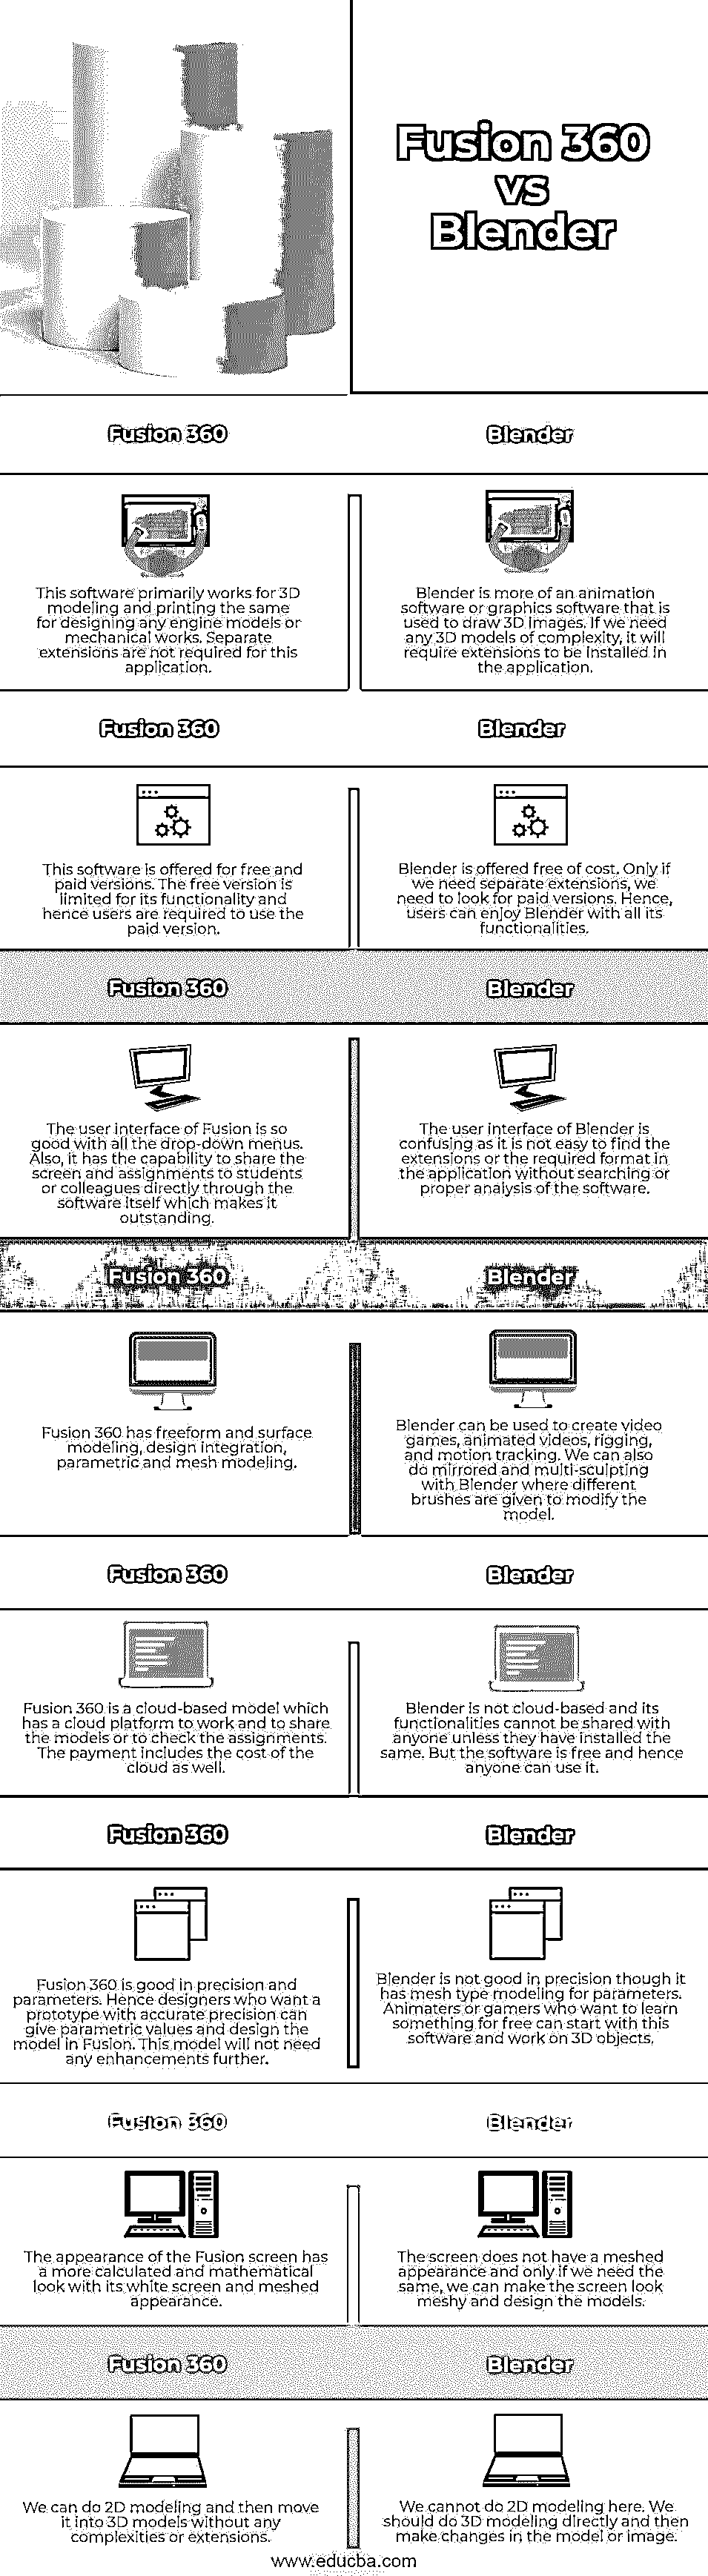 Fusion 360
vs
Blender
Fusion 360
Blender
This software primarily works for 3D
modeling and printing the same
for designing any engine models or
mechanical works. Separate
extensions are not required for this
application.
Blender is more of an animation
software or graphics software that is
used to draw 3D images. If we need
any 3D models of complexity, it will
require extensions to be installed in
the application.
Fusion 360
Blender
This software is offered for free and
paid versions. The free version is
limited for its functionality and
hence users are required to use the
paid version.
Blender is offered free of cost. Only if
we need separate extensions, we
need to look for paid versions. Hence,
users can enjoy Blender with all its
functionalities.
Fusion 360
Blender
The user interface of Fusion is so
good with all the drop-down menus.
Also, it has the capability to share the
screen and assignments to students
or colleagues directly through the
software itself which makes it
outstanding.
The user interface of Blender is
confusing as it is not easy to find the
extensions or the required format in
the application without searching or
proper analysis of the software.
Fusion 360
Blender
Fusion 360 has freeform and surface
modeling, design integration,
parametric and mesh modeling.
Blender can be used to create video
games, animated videos, rigging,
and motion tracking. We can also
do mirrored and multi-sculpting
with Blender where different
brushes are given to modify the
model.
Fusion 360
Blender
Fusion 360 is a cloud-based model which
has a cloud platform to work and to share
the models or to check the assignments.
The payment includes the cost of the
cloud as well.
Blender is not cloud-based and its
functionalities cannot be shared with
anyone unless they have installed the
same. But the software is free and hence
anyone can use it.
Fusion 360
Blender
Fusion 360 is good in precision and
parameters. Hence designers who want a
prototype with accurate precision can
give parametric values and design the
model in Fusion. This model will not need
any enhancements further.
Blender is not good in precision though it
has mesh type modeling for parameters.
Animaters or gamers who want to learn
something for free can start with this
software and work on 3D objects.
Fusion 360
Blender
The appearance of the Fusion screen has
a more calculated and mathematical
look with its white screen and meshed
appearance.
The screen does not have a meshed
appearance and only if we need the
same, we can make the screen look
meshy and design the models.
Fusion 360
Blender
We can do 2D modeling and then move
it into 3D models without any
complexities or extensions.
We cannot do 2D modeling here. We
should do 3D modeling directly and then
make changes in the model or image.
www.educba.com